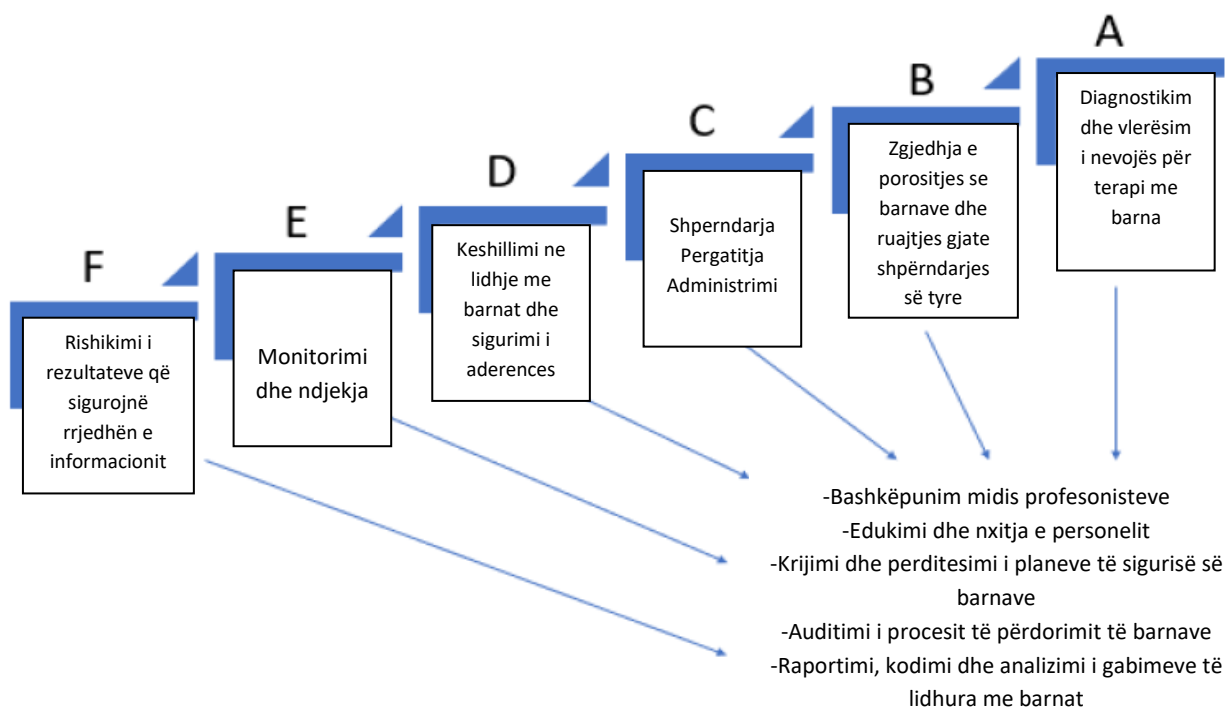 A
Diagnostikim
dhe vlerësim
i nevojës për
terapi me
barna
B
Zgjedhja e
porositjes se
barnave dhe
ruajtjes gjate
shpërndarjes
së tyre
C
Shperndarja
Pergatitja
Administrimi
D
Keshillimi ne
lidhje me
barnat dhe
sigurimi i
aderences
E
Monitorimi
dhe ndjekja
F
Rishikimi i
rezultateve që
sigurojnë
rrjedhën e
informacionit
-Bashkëpunim midis profesonisteve
-Edukimi dhe nxitja e personelit
-Krijimi dhe perditesimi i planeve të sigurisë së
barnave
-Auditimi i procesit të përdorimit të barnave
-Raportimi, kodimi dhe analizimi i gabimeve të
lidhura me barnat